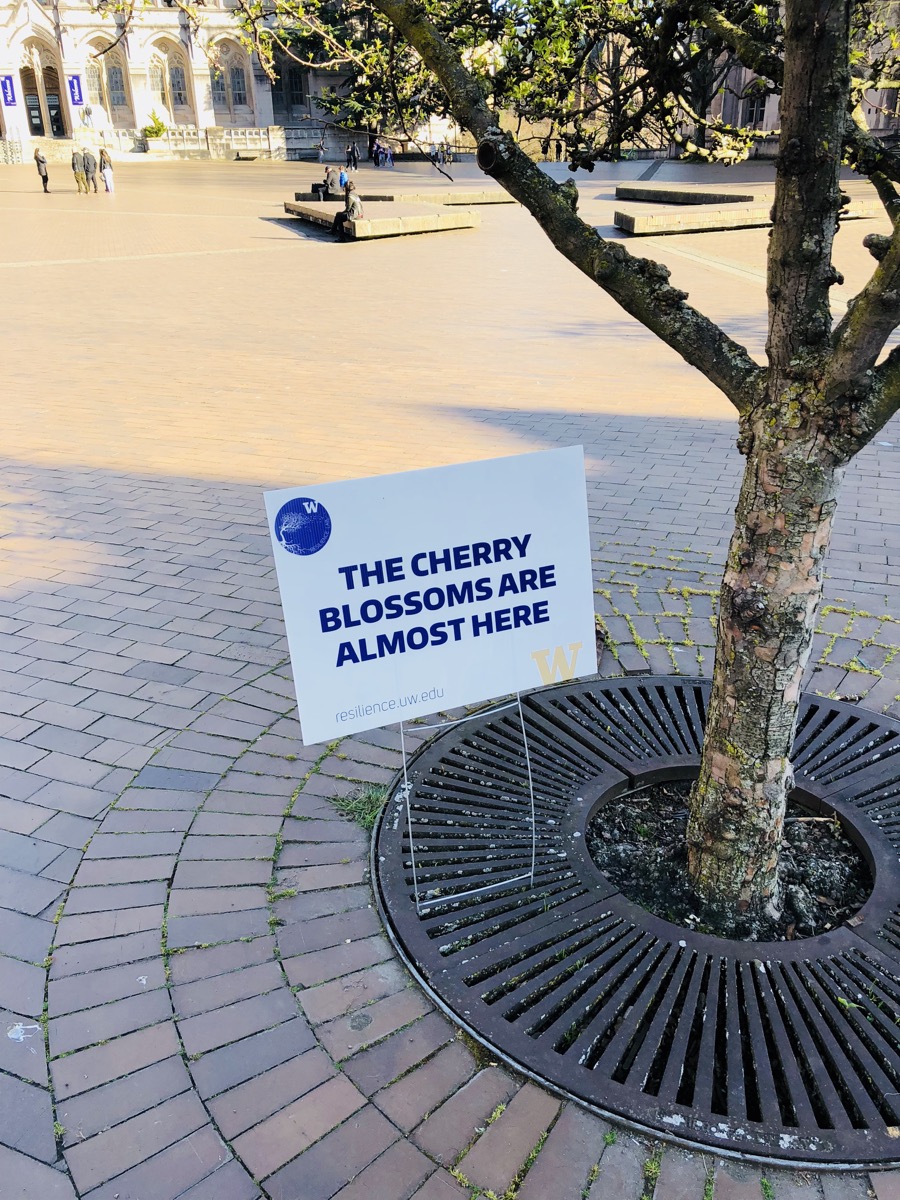 W
THE CHERRY
BLOSSOMS ARE
ALMOST HERE
W
resilience.uw.edu